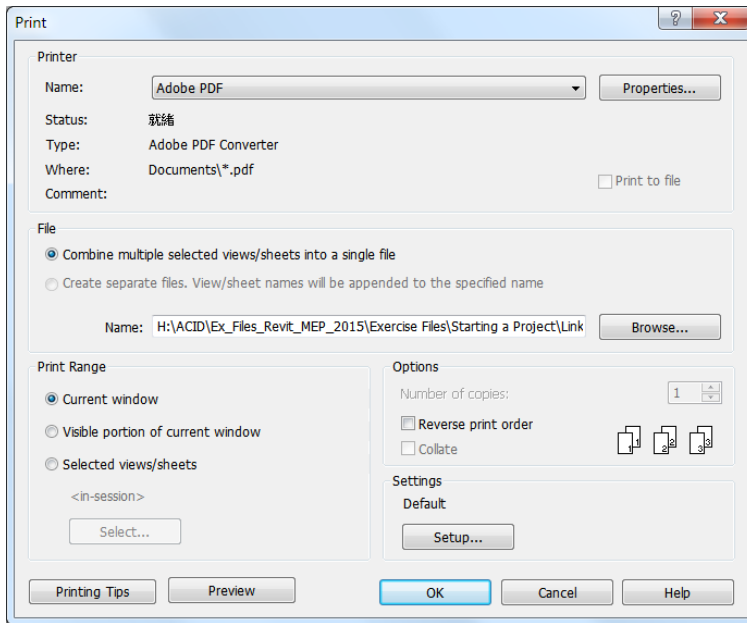 Print
Printer
Name: Adobe PDF Properties...
Status: 就緒
Type: Adobe PDF Converter
Where: Documents\*.pdf
Comment: Print to file
File
Combine multiple selected views/sheets into a single file
Create separate files. View/sheet names will be appended to the specified name
Name: H:\ACID\Ex_Files_Revit_MEP_2015\Exercise Files\Starting a Project\Link Browse...
Print Range
Current window
Visible portion of current window
Selected views/sheets
<in-session>
Select...
Options
Number of copies: 1
Reverse print order
Collate
1 1 2 2 3 3
Settings
Default
Setup...
Printing Tips Preview OK Cancel Help